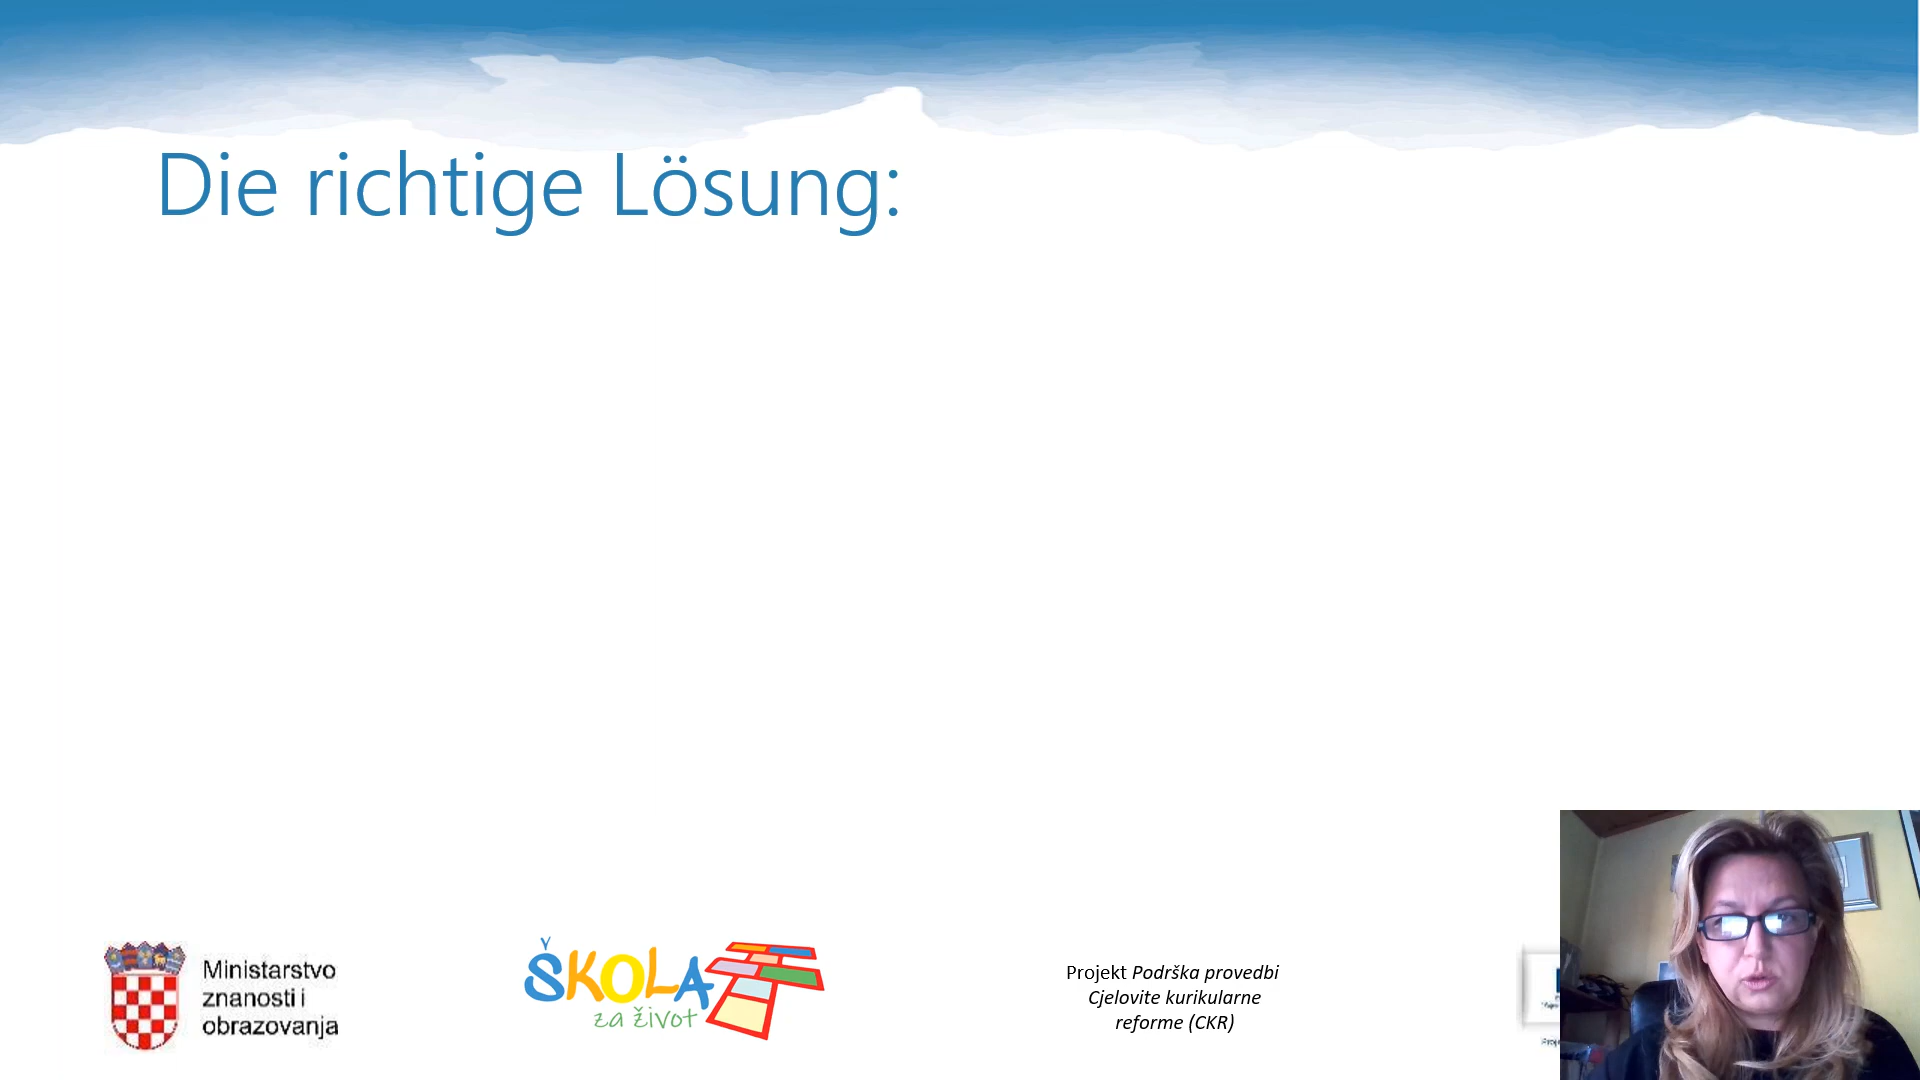 Die richtige Lösung:
Ministarstvo
znanosti i
obrazovanja
ŠKOLA
za život
Projekt Podrška provedbi
Cjelovite kurikularne
reforme (CKR)